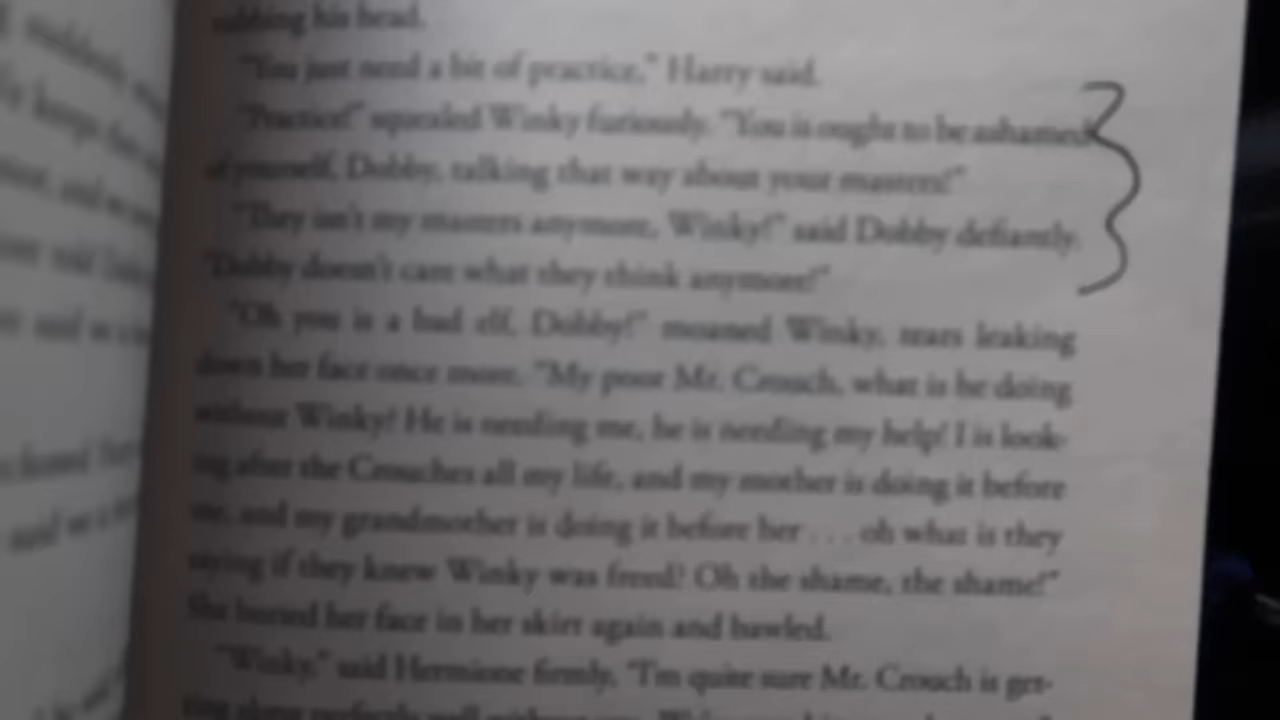 rubbing his head.
"You just need a bit of practice," Harry said.
"Practice!" squealed Winky furiously. "You is ought to be ashamed
of yourself, Dobby, talking that way about your masters!"
"They isn't my masters anymore, Winky!" said Dobby defiantly.
"Dobby doesn't care what they think anymore!"
"Oh you is a bad elf, Dobby!" moaned Winky, tears leaking
down her face once more. "My poor Mr. Crouch, what is he doing
without Winky? He is needing me, he is needing my help! I is look-
ing after the Crouches all my life, and my mother is doing it before
me, and my grandmother is doing it before her . . . oh what is they
saying if they knew Winky was freed? Oh the shame, the shame!"
She buried her face in her skirt again and bawled.
"Winky," said Hermione firmly, "I'm quite sure Mr. Crouch is get-
ting along perfectly well without you.